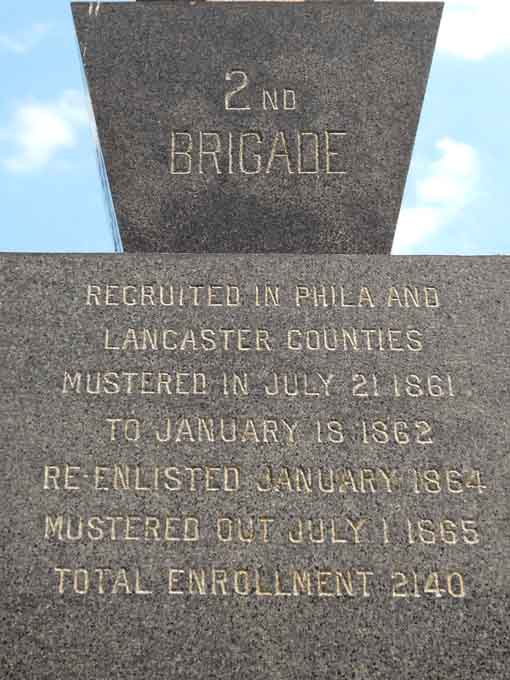 2ND
BRIGADE
RECRUITED IN PHILA AND
LANCASTER COUNTIES
MUSTERED IN JULY 21 1861
TO JANUARY 18 1862
RE-ENLISTED JANUARY 1864
MUSTERED OUT JULY 1 1865
TOTAL ENROLLMENT 2140